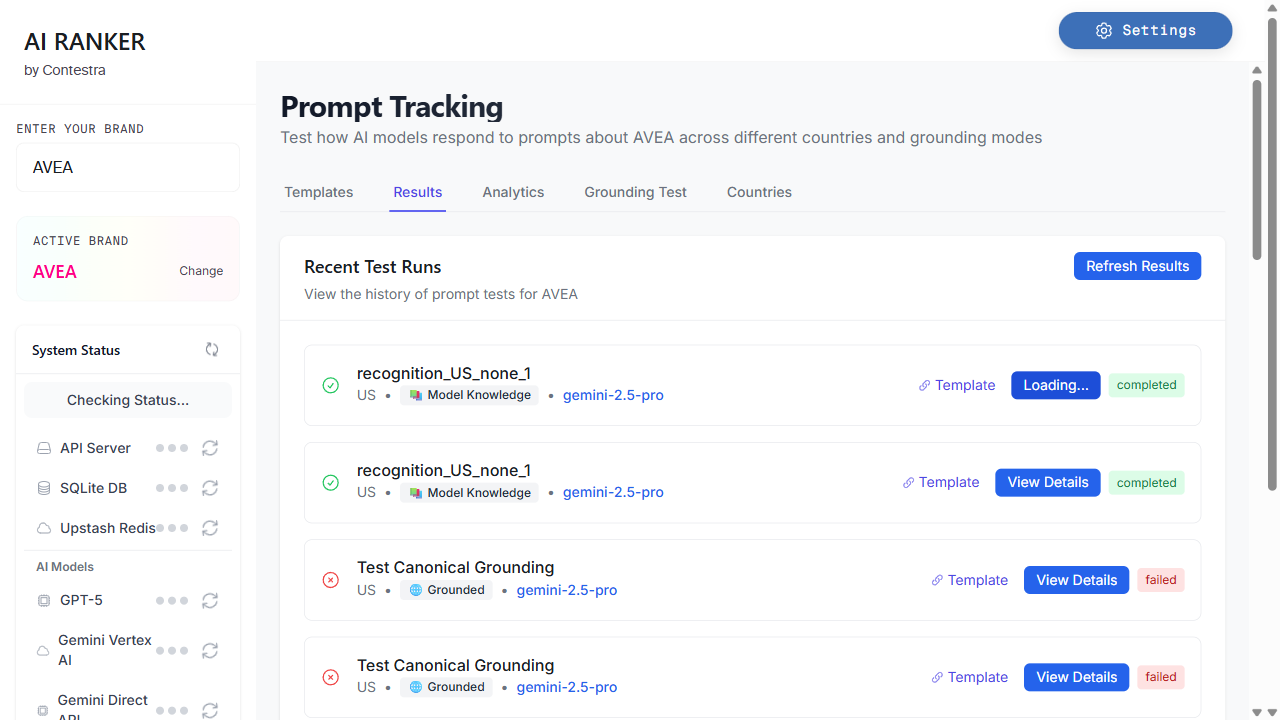 AI RANKER
by Contestra
Settings
ENTER YOUR BRAND
AVEA
ACTIVE BRAND
AVEA
Change
System Status
Checking Status...
API Server
SQLite DB
Upstash Redis
AI Models
GPT-5
Gemini Vertex
AI
Gemini Direct
API
Prompt Tracking
Test how AI models respond to prompts about AVEA across different countries and grounding modes
Templates Results Analytics Grounding Test Countries
Recent Test Runs
View the history of prompt tests for AVEA
Refresh Results
recognition_US_none_1
US • Model Knowledge • gemini-2.5-pro
Template Loading... completed
recognition_US_none_1
US • Model Knowledge • gemini-2.5-pro
Template View Details completed
Test Canonical Grounding
US • Grounded • gemini-2.5-pro
Template View Details failed
Test Canonical Grounding
US • Grounded • gemini-2.5-pro
Template View Details failed